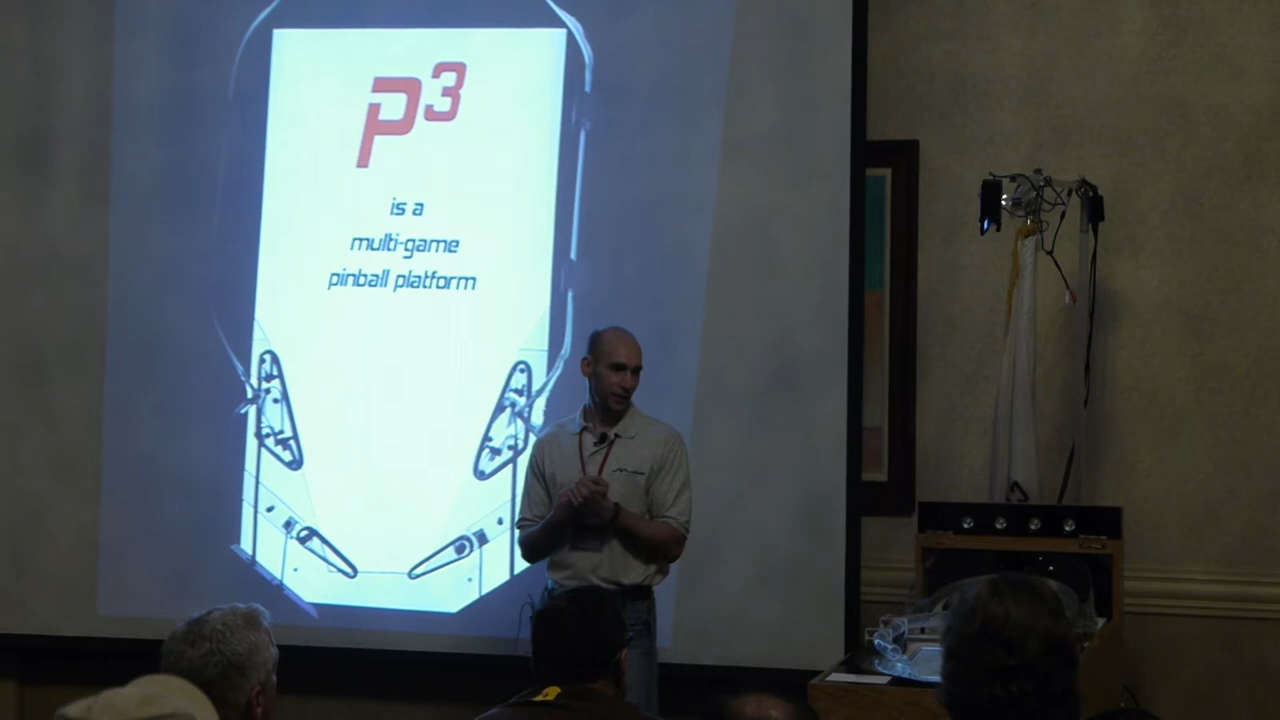 P³
is a
multi-game
pinball platform